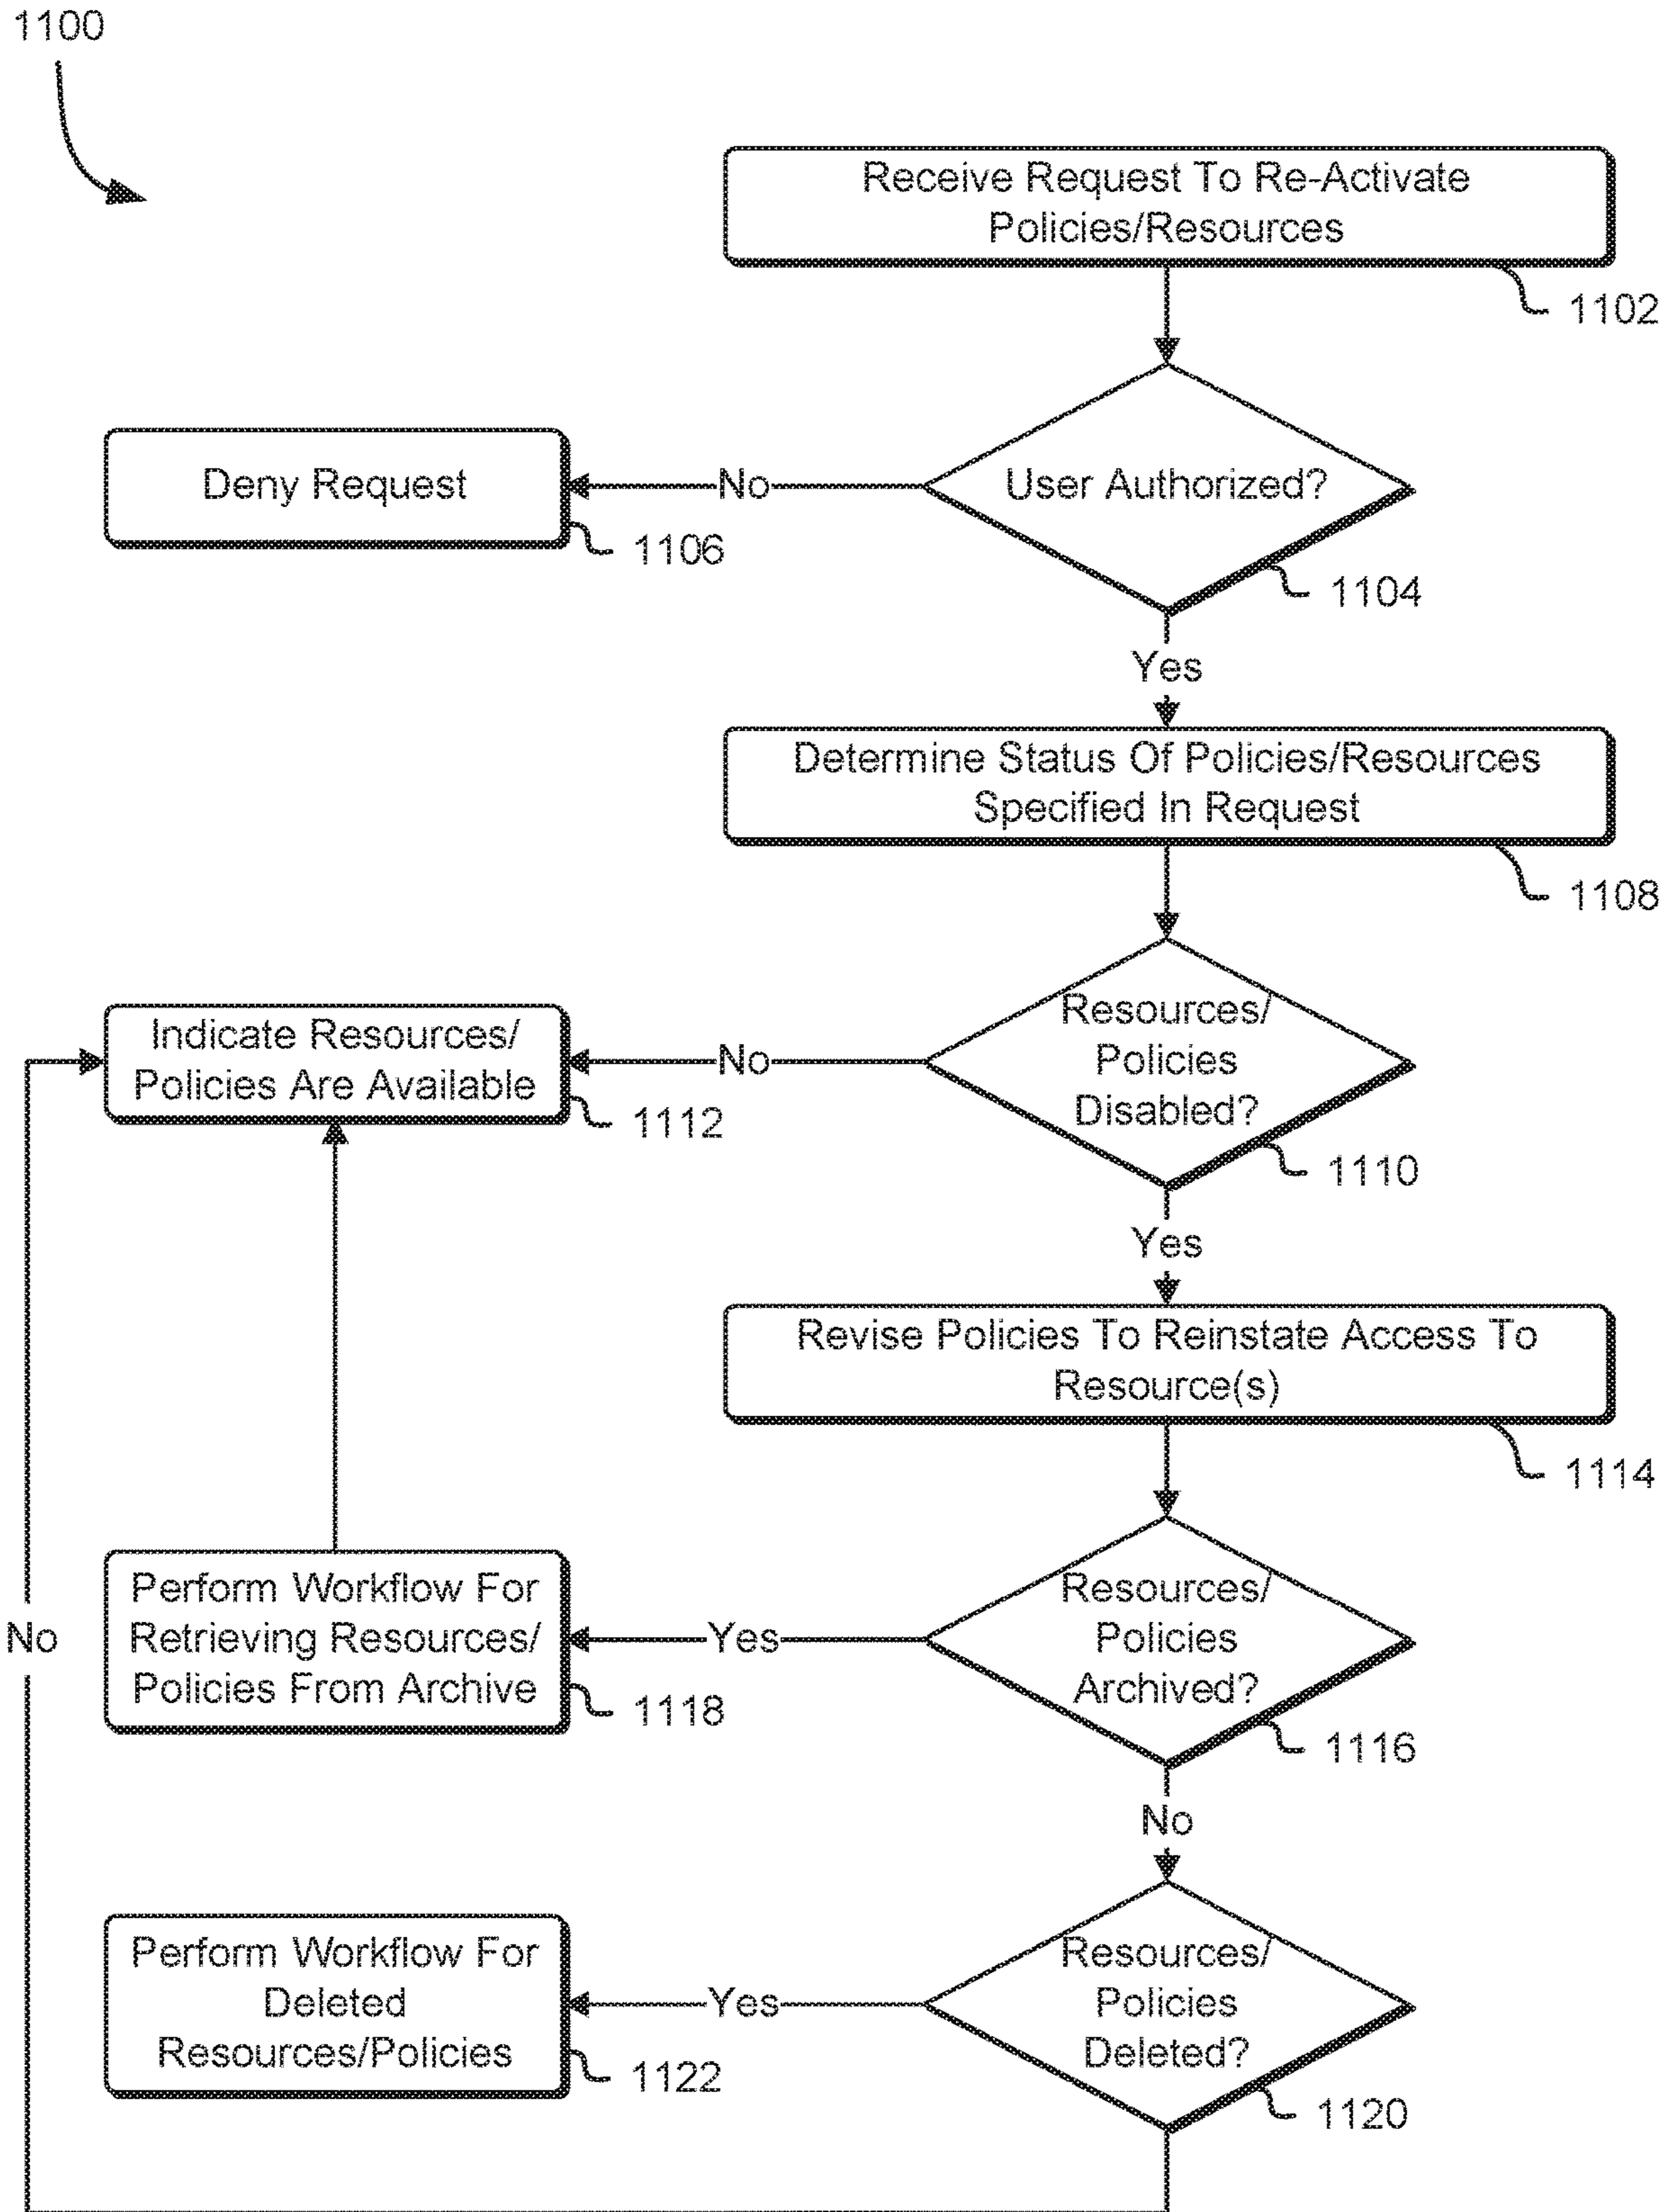 1100
Receive Request To Re-Activate
Policies/Resources
1102
User Authorized?
No
Deny Request
1106
1104
Yes
Determine Status Of Policies/Resources
Specified In Request
1108
Resources/
Policies
Disabled?
No
Indicate Resources/
Policies Are Available
1112
1110
Yes
Revise Policies To Reinstate Access To
Resource(s)
1114
Resources/
Policies
Archived?
Yes
Perform Workflow For
Retrieving Resources/
Policies From Archive
1118
1116
No
No
Resources/
Policies
Deleted?
Yes
Perform Workflow For
Deleted
Resources/Policies
1122
1120